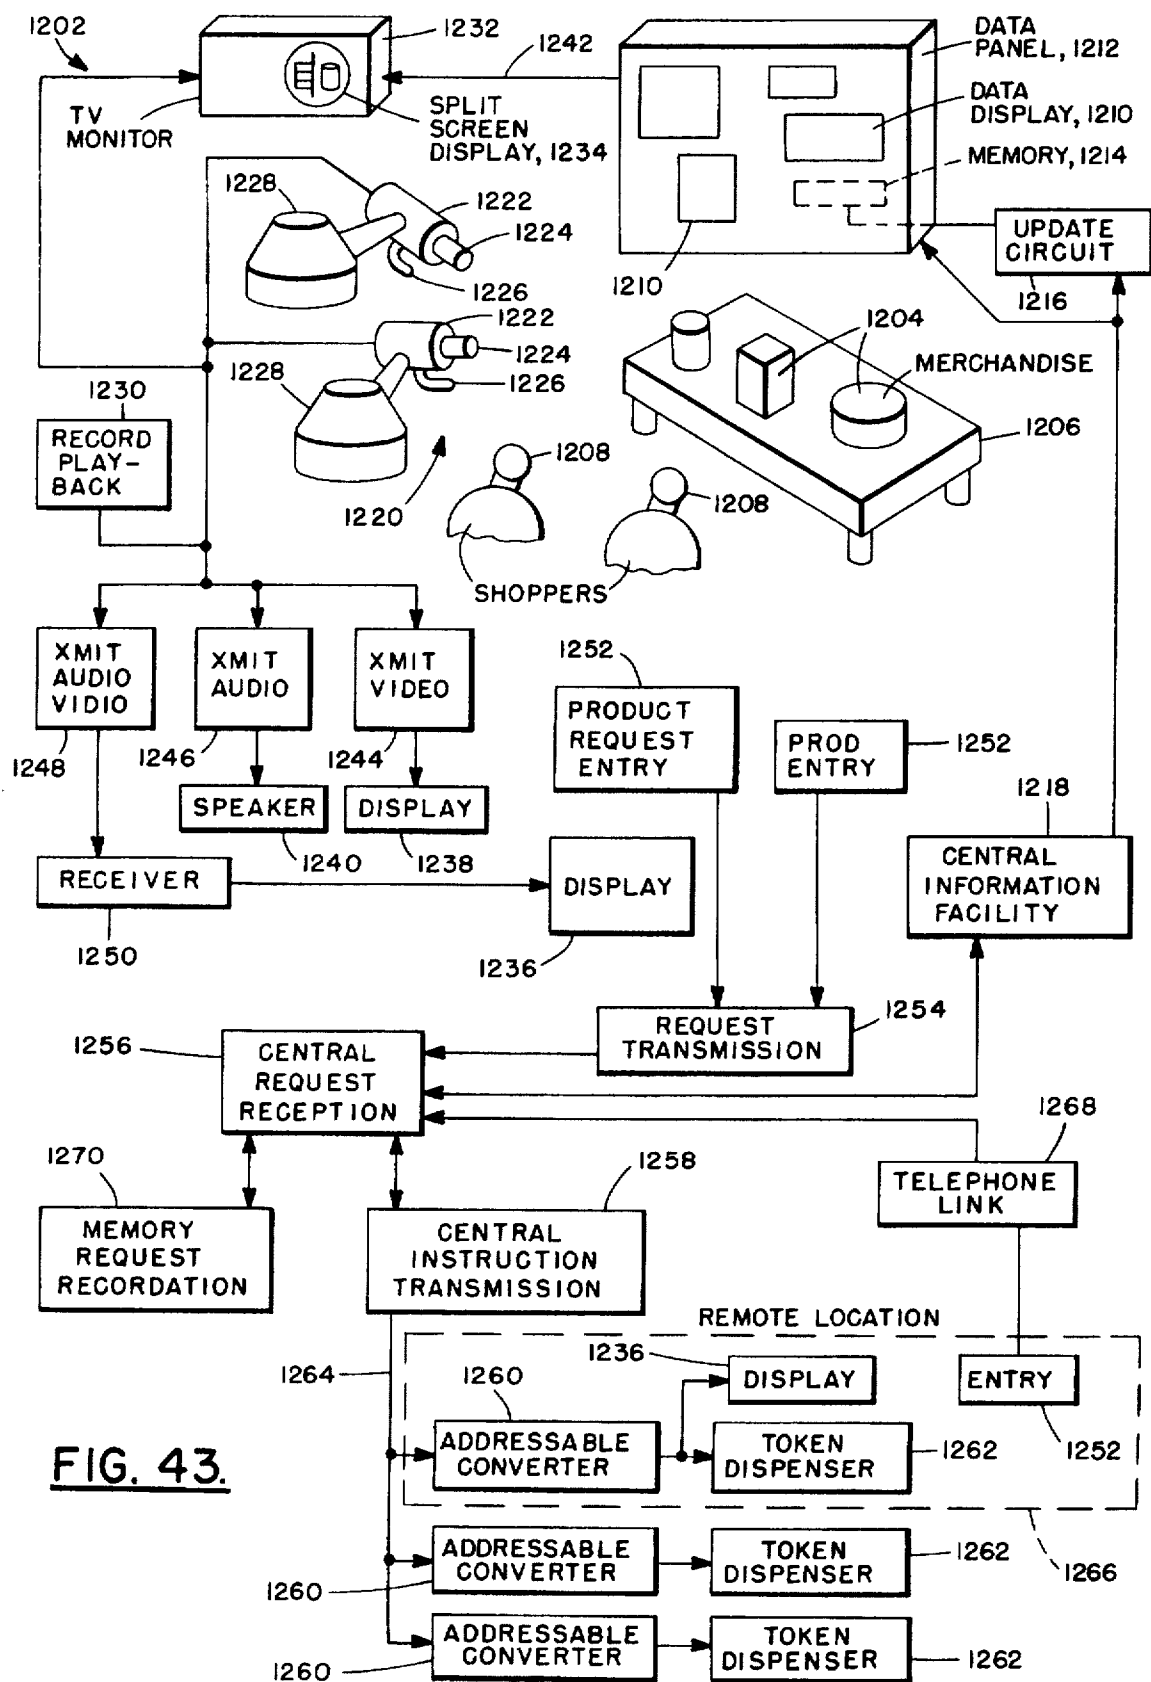 1202
1232
1242
DATA
PANEL, 1212
TV
MONITOR
SPLIT
SCREEN
DISPLAY, 1234
DATA
DISPLAY, 1210
MEMORY, 1214
1228
1222
1224
1226
1210
UPDATE
CIRCUIT
1216
1222
1224
1226
1228
1204
MERCHANDISE
1206
1230
RECORD
PLAY-
BACK
1220
1208
1208
SHOPPERS
XMIT
AUDIO
VIDIO
XMIT
AUDIO
XMIT
VIDEO
1248
1246
1244
1252
PRODUCT
REQUEST
ENTRY
PROD
ENTRY
1252
SPEAKER
DISPLAY
1240
1238
1218
CENTRAL
INFORMATION
FACILITY
RECEIVER
1250
DISPLAY
1236
REQUEST
TRANSMISSION
1254
1256
CENTRAL
REQUEST
RECEPTION
1268
TELEPHONE
LINK
1270
MEMORY
REQUEST
RECORDATION
1258
CENTRAL
INSTRUCTION
TRANSMISSION
REMOTE LOCATION
1264
1260
1236
DISPLAY
ENTRY
1252
ADDRESSABLE
CONVERTER
TOKEN
DISPENSER
1262
FIG. 43.
ADDRESSABLE
CONVERTER
1260
TOKEN
DISPENSER
1262
1266
ADDRESSABLE
CONVERTER
1260
TOKEN
DISPENSER
1262